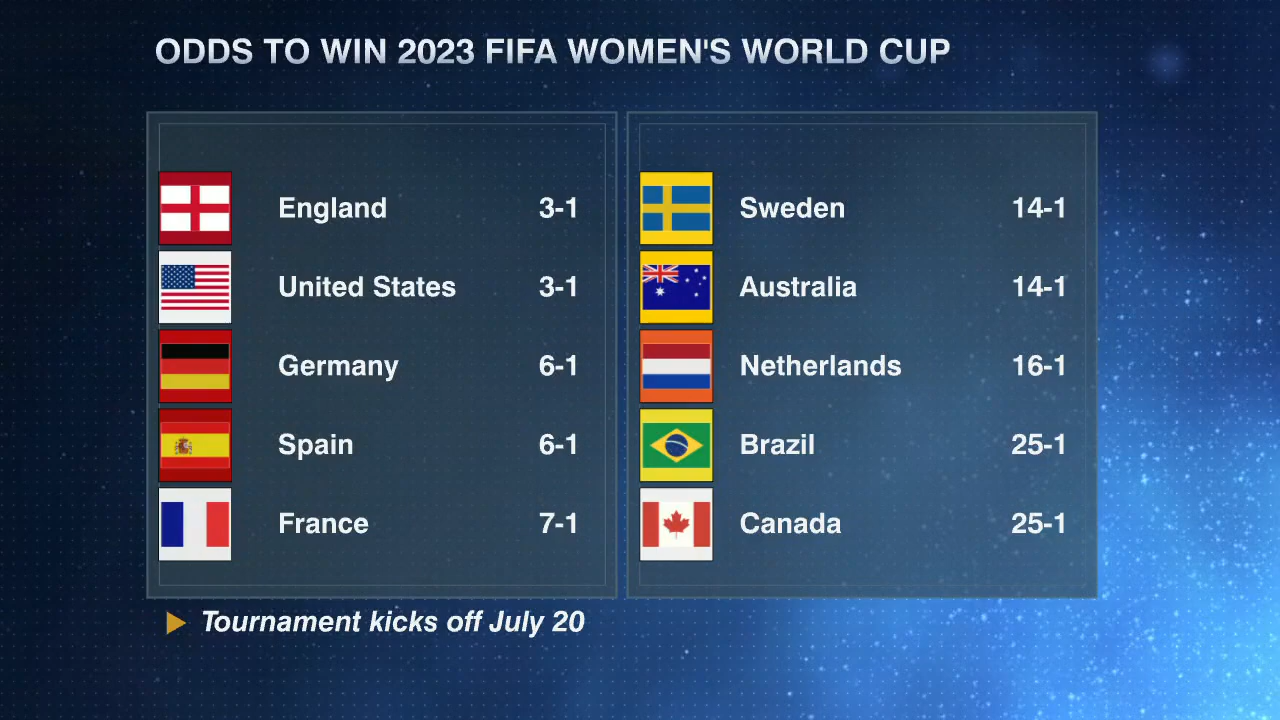 ODDS TO WIN 2023 FIFA WOMEN'S WORLD CUP
England 3-1
United States 3-1
Germany 6-1
Spain 6-1
France 7-1
Sweden 14-1
Australia 14-1
Netherlands 16-1
Brazil 25-1
Canada 25-1
Tournament kicks off July 20